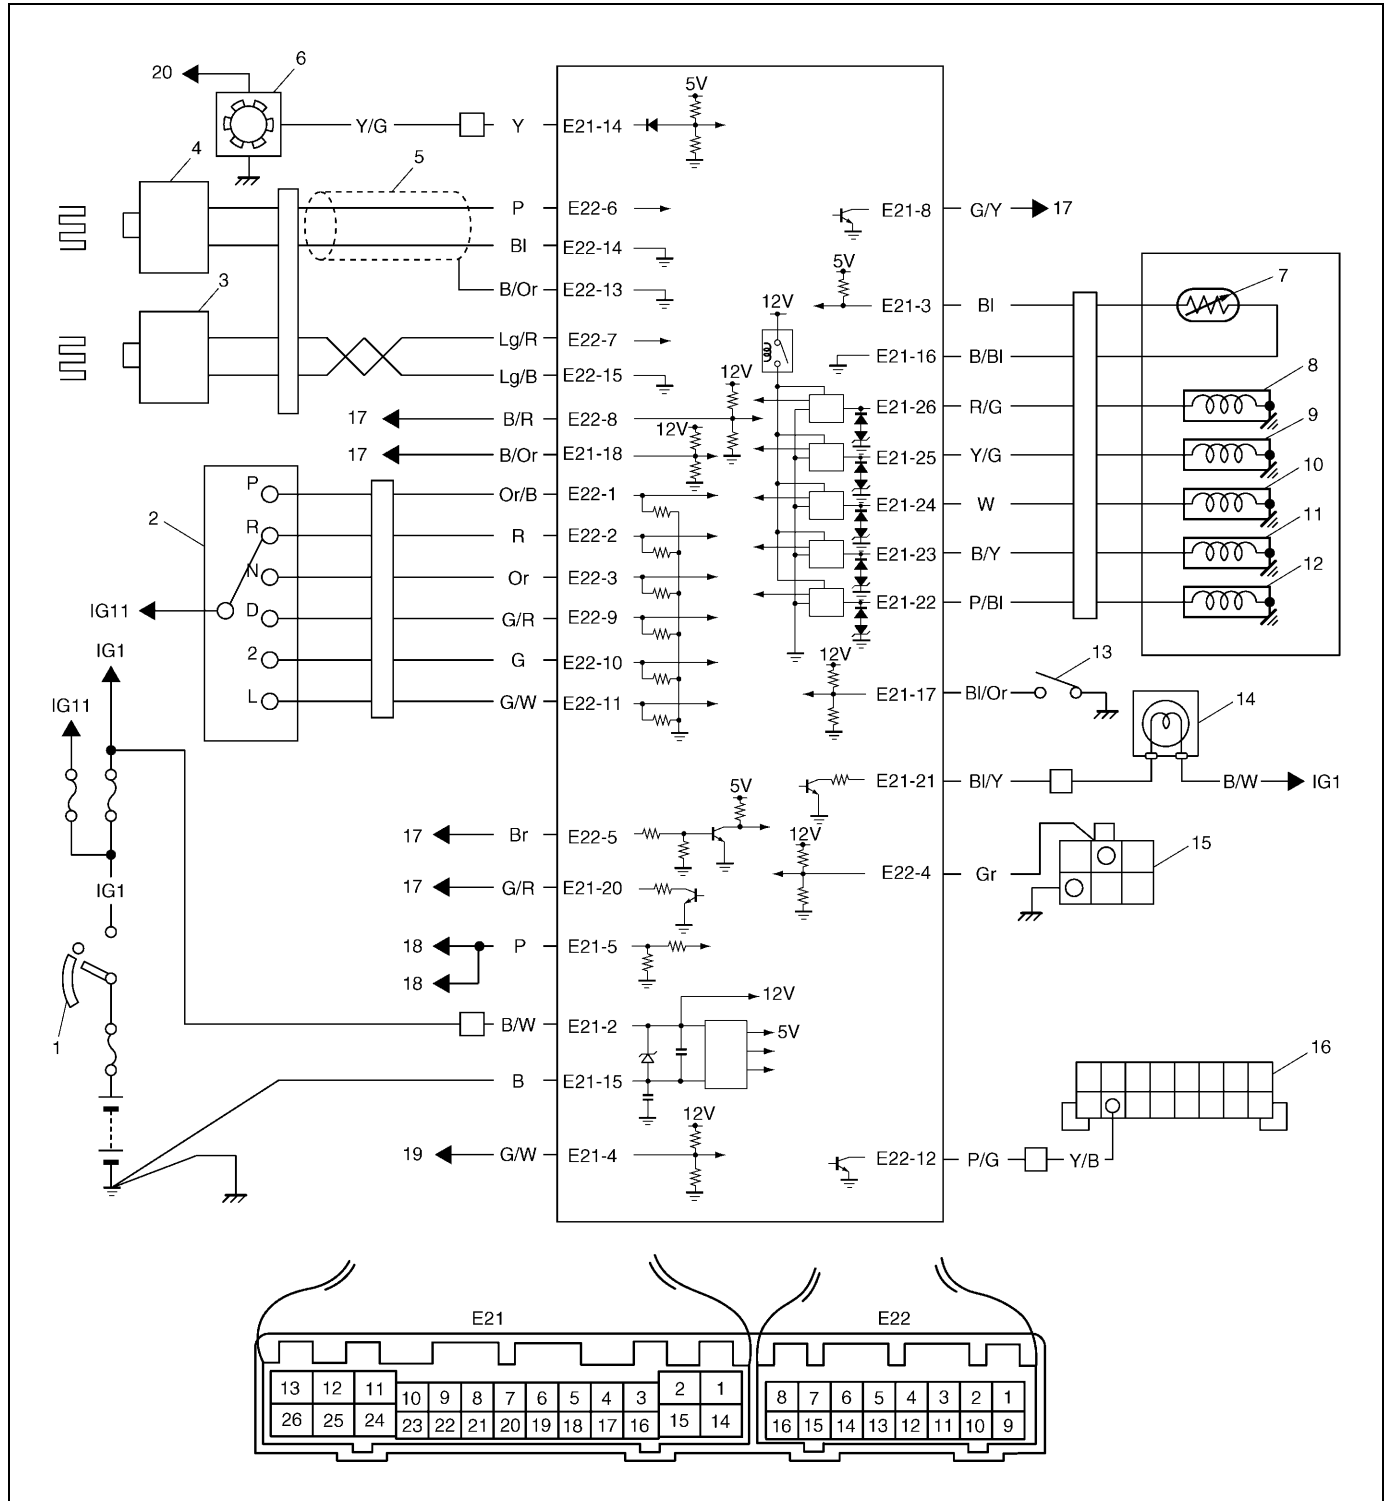 20
6
5V
Y/G
Y
E21-14
4
5
P
E22-6
E21-8
G/Y
17
Bl
E22-14
5V
7
3
B/Or
E22-13
12V
E21-3
Bl
Lg/R
E22-7
E21-16
B/Bl
8
Lg/B
E22-15
12V
17
B/R
E22-8
E21-26
R/G
9
12V
17
B/Or
E21-18
E21-25
Y/G
10
P
Or/B
E22-1
E21-24
W
2
R
R
E22-2
11
E21-23
B/Y
N
Or
E22-3
12
IG11
D
G/R
E22-9
E21-22
P/Bl
IG1
2
G
E22-10
12V
13
IG11
L
G/W
E22-11
E21-17
Bl/Or
14
E21-21
Bl/Y
B/W
IG1
5V
17
Br
E22-5
12V
15
IG1
17
G/R
E21-20
E22-4
Gr
18
P
E21-5
18
12V
1
B/W
E21-2
5V
16
B
E21-15
12V
19
G/W
E21-4
E22-12
P/G
Y/B
E21
E22
13 12 11 10 9 8 7 6 5 4 3 2 1
8 7 6 5 4 3 2 1
26 25 24 23 22 21 20 19 18 17 16 15 14
16 15 14 13 12 11 10 9